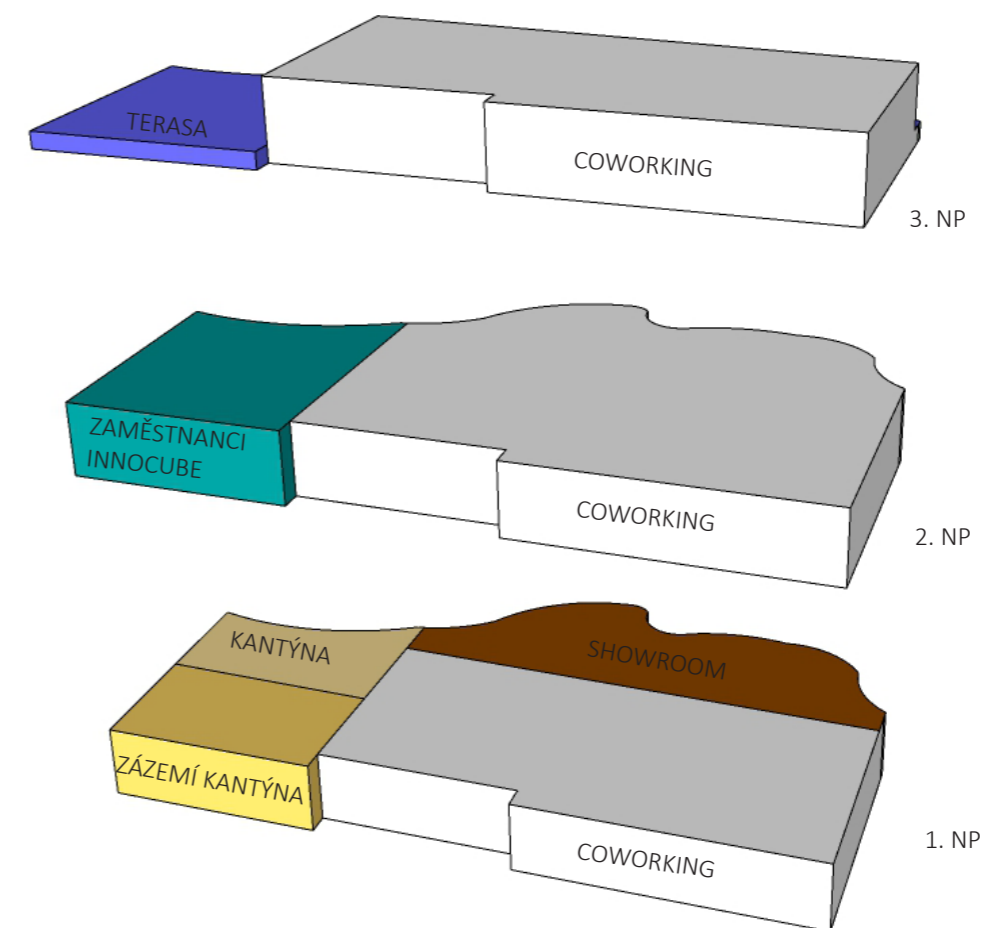 TERASA
COWORKING
3. NP
ZAMĚSTNANCI
INNOCUBE
COWORKING
2. NP
KANTÝNA
SHOWROOM
ZÁZEMÍ KANTÝNA
COWORKING
1. NP